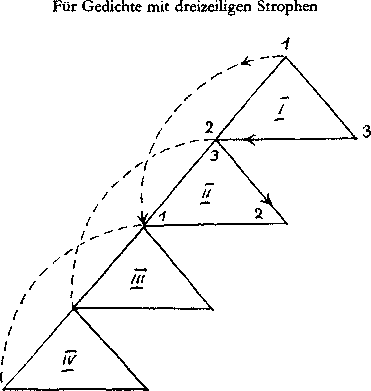 Für Gedichte mit dreizeiligen Strophen
1
I
2
3
3
II
1
2
III
IV